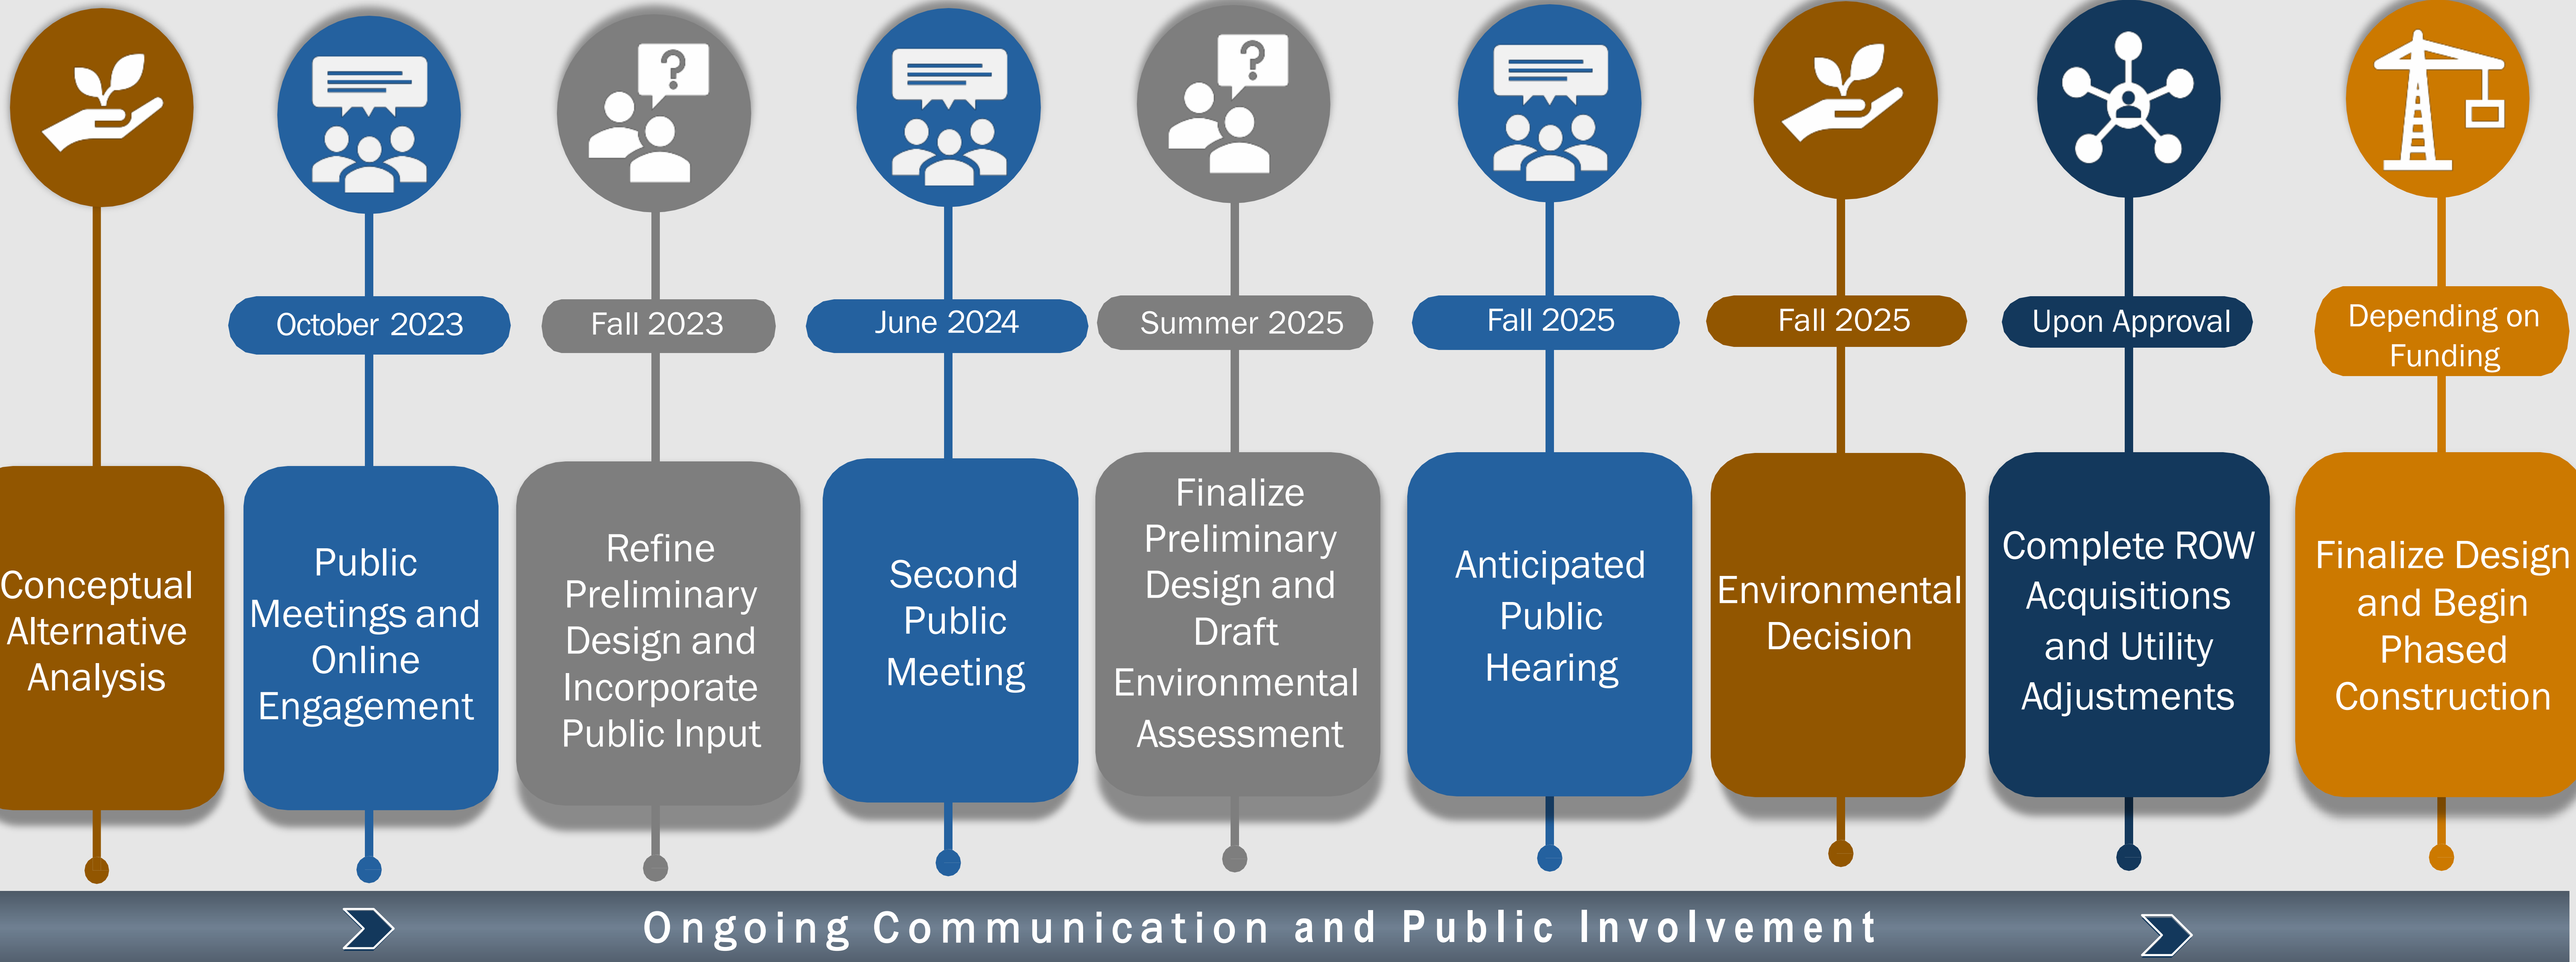 October 2023
Fall 2023
June 2024
Summer 2025
Fall 2025
Fall 2025
Upon Approval
Depending on
Funding
Conceptual
Alternative
Analysis
Public
Meetings and
Online
Engagement
Refine
Preliminary
Design and
Incorporate
Public Input
Second
Public
Meeting
Finalize
Preliminary
Design and
Draft
Environmental
Assessment
Anticipated
Public
Hearing
Environmental
Decision
Complete ROW
Acquisitions
and Utility
Adjustments
Finalize Design
and Begin
Phased
Construction
Ongoing Communication and Public Involvement